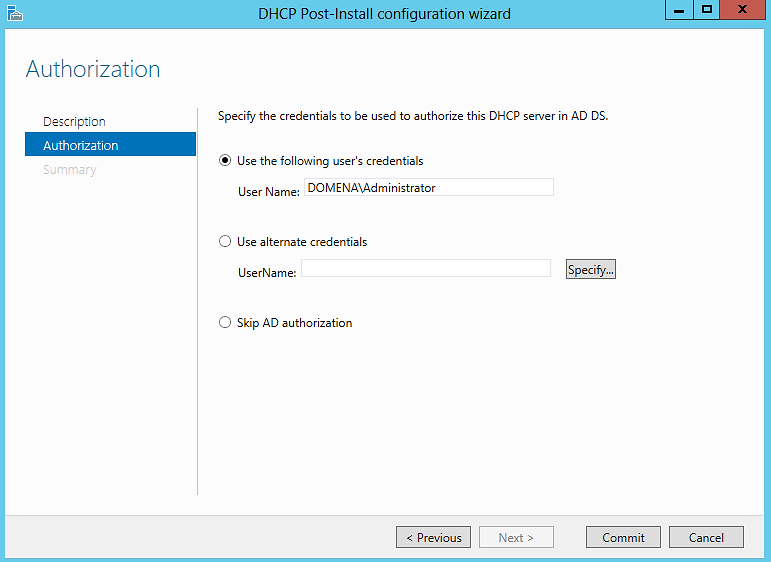 DHCP Post-Install configuration wizard
Authorization
Description
Authorization
Summary
Specify the credentials to be used to authorize this DHCP server in AD DS.
Use the following user's credentials
User Name: DOMENA\Administrator
Use alternate credentials
UserName:
Specify...
Skip AD authorization
< Previous
Next >
Commit
Cancel